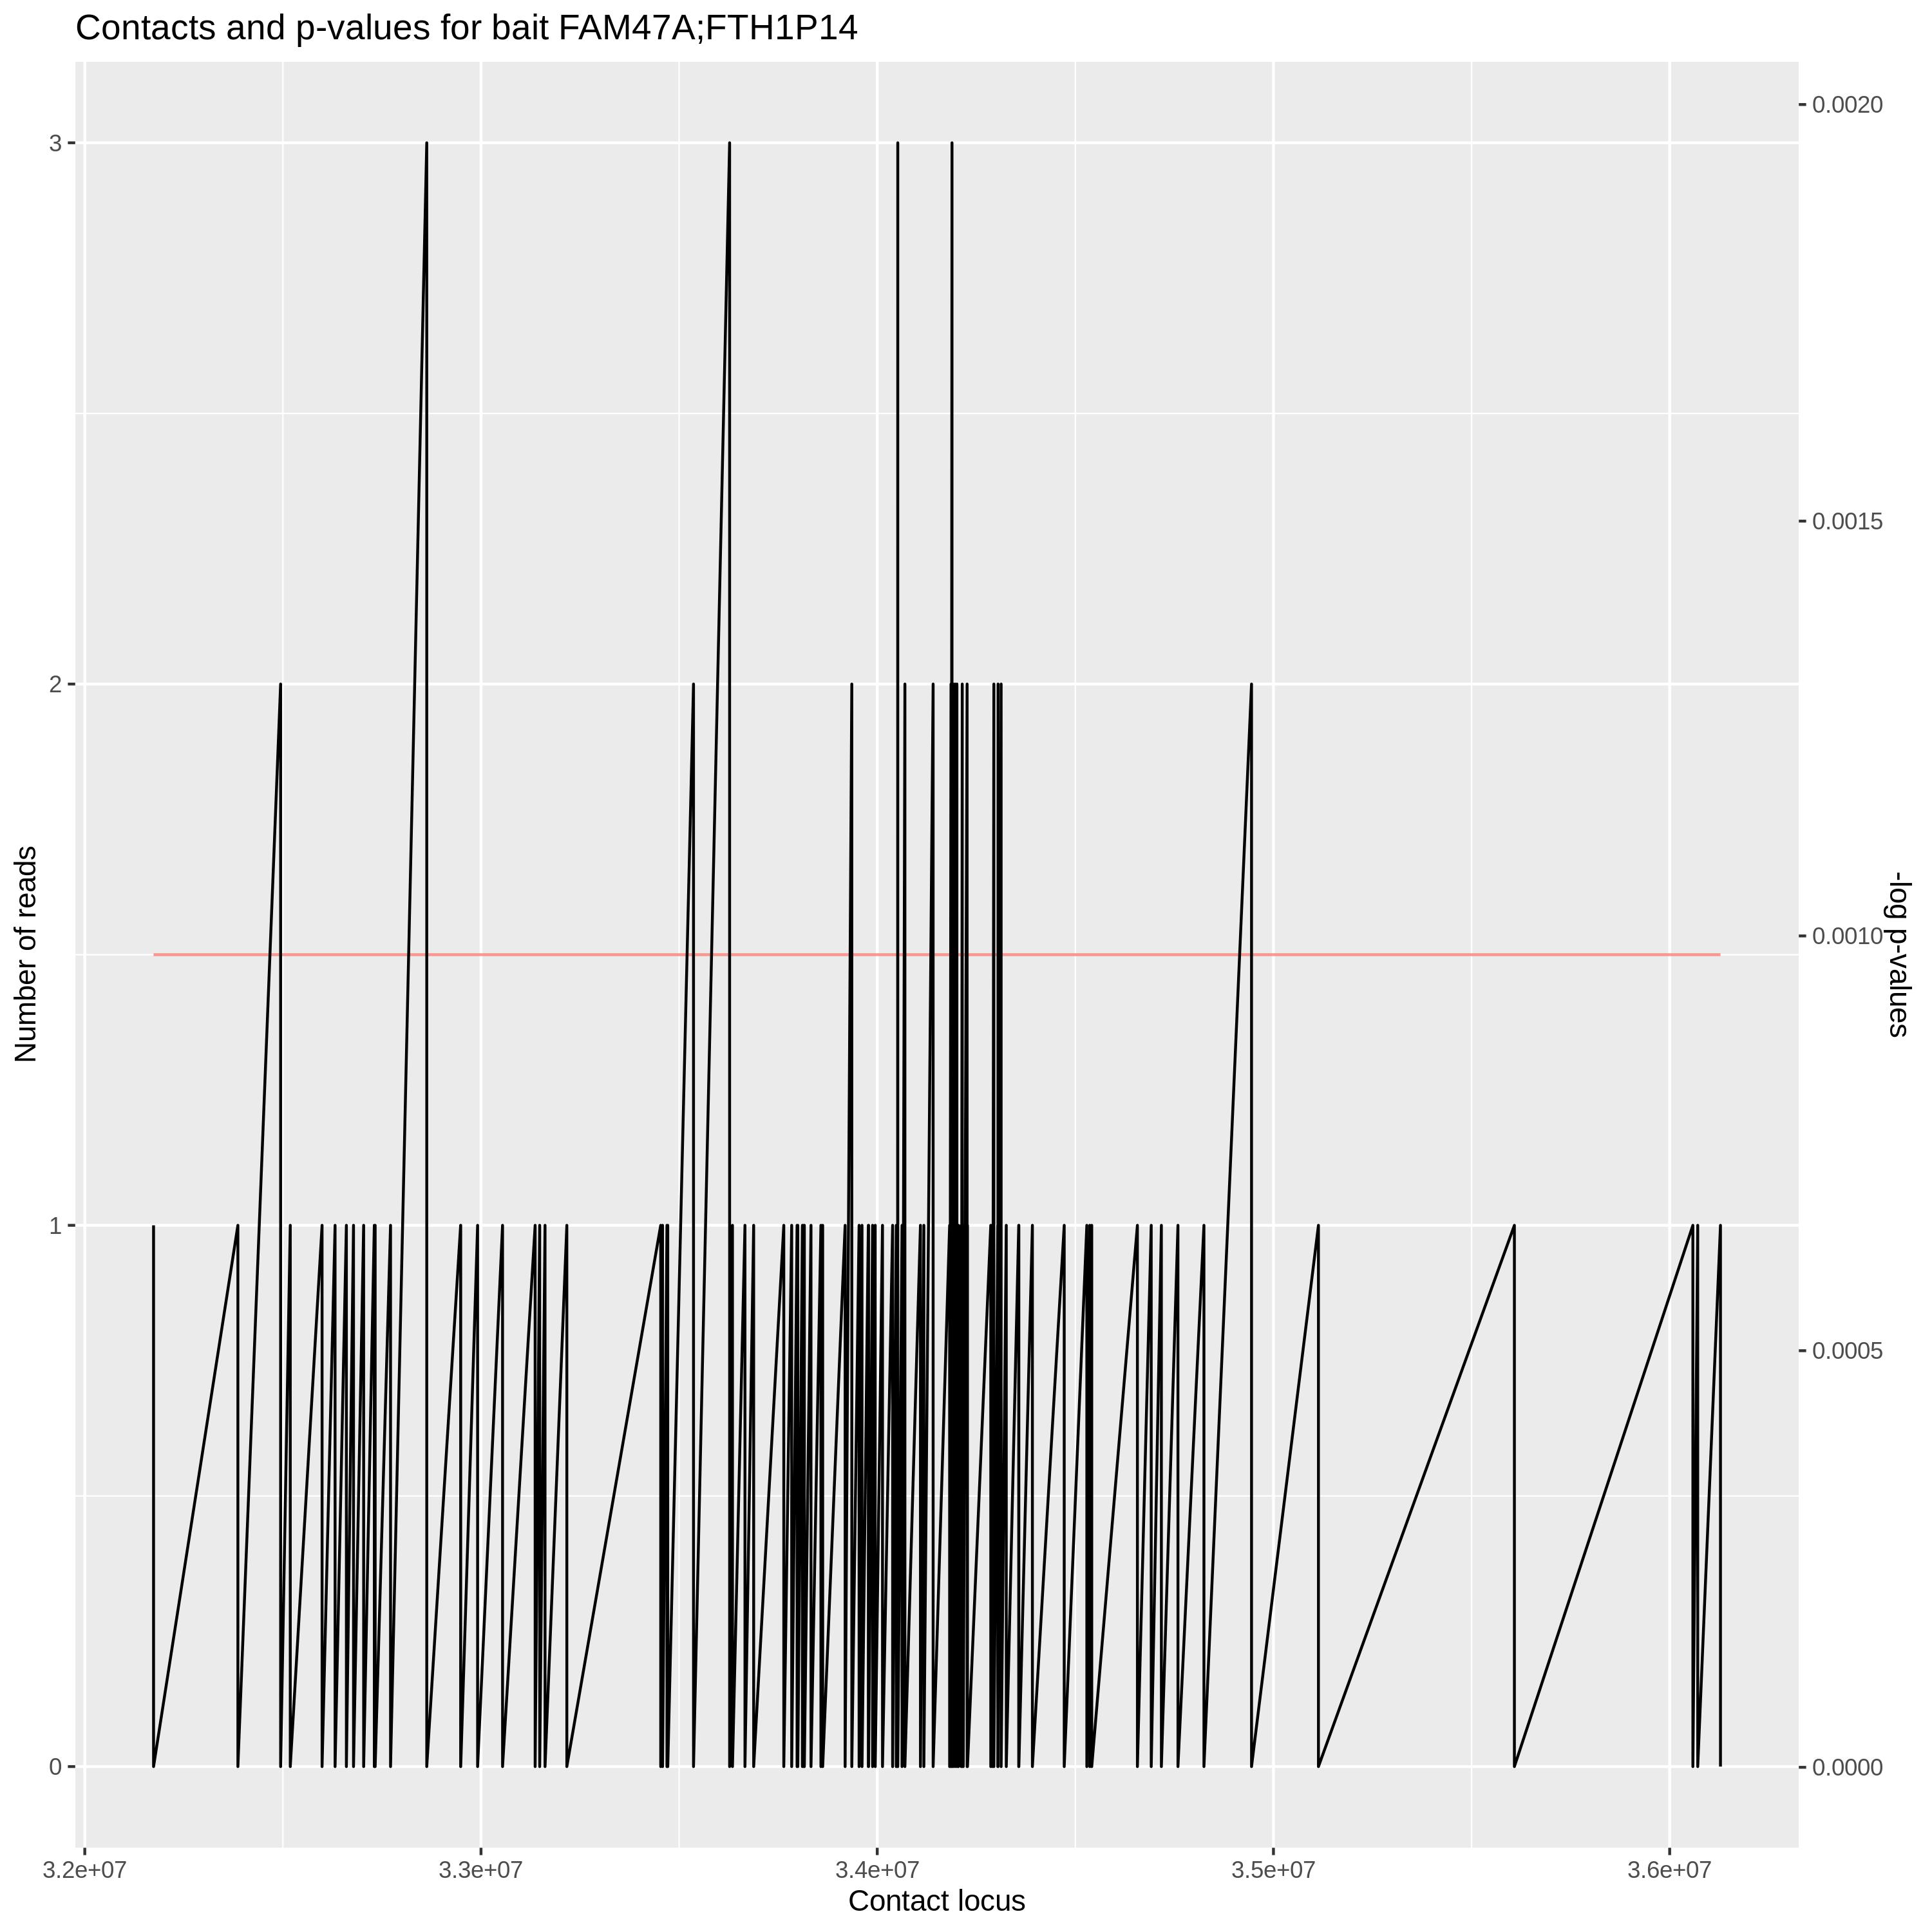 Contacts and p-values for bait FAM47A;FTH1P14
3
2
1
0
Number of reads
0.0020
0.0015
0.0010
0.0005
0.0000
-log p-values
3.2e+07
3.3e+07
3.4e+07
3.5e+07
3.6e+07
Contact locus